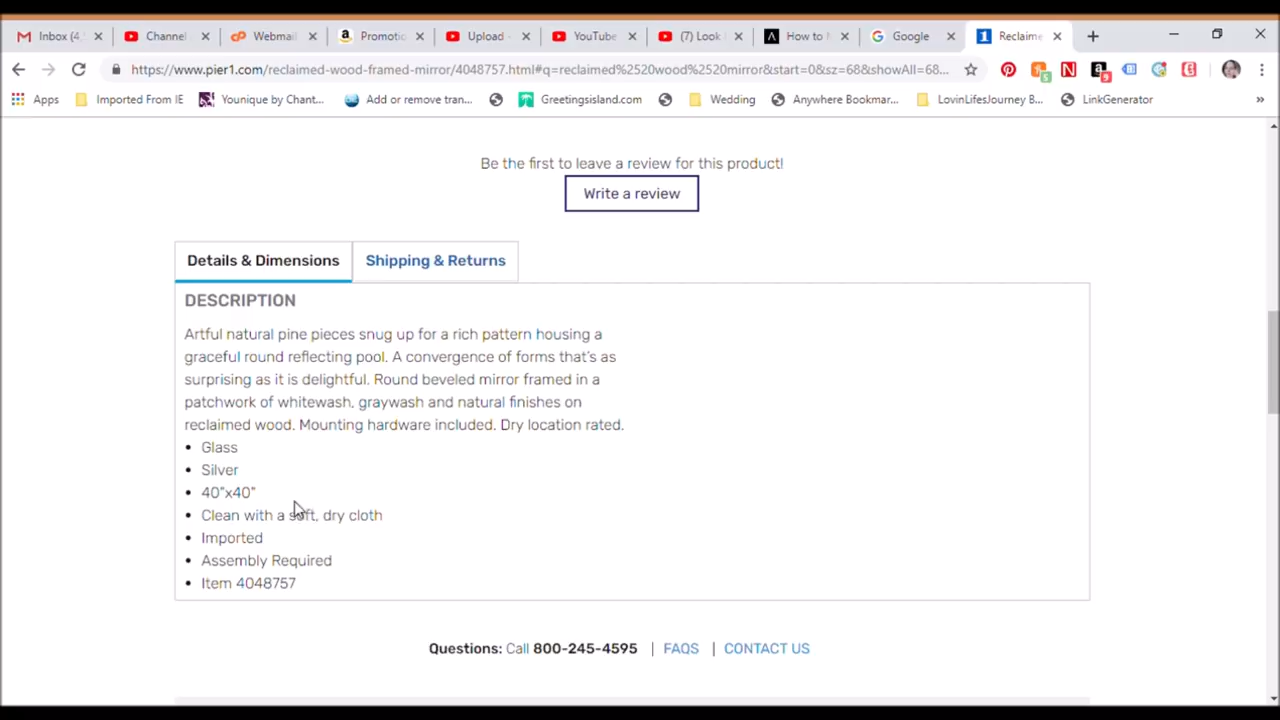 Inbox (4
Channel
Webmail
Promotio
Upload -
YouTube
(7) Look
How to
Google
Reclaime
https://www.pier1.com/reclaimed-wood-framed-mirror/4048757.html#q=reclaimed%2520wood%2520mirror&start=0&sz=68&showAll=68...
Apps
Imported From IE
Younique by Chant...
Add or remove tran...
Greetingsisland.com
Wedding
Anywhere Bookmar...
LovinLifesJourney B...
LinkGenerator
»
Be the first to leave a review for this product!
Write a review
Details & Dimensions
Shipping & Returns
DESCRIPTION
Artful natural pine pieces snug up for a rich pattern housing a
graceful round reflecting pool. A convergence of forms that's as
surprising as it is delightful. Round beveled mirror framed in a
patchwork of whitewash, graywash and natural finishes on
reclaimed wood. Mounting hardware included. Dry location rated.
• Glass
• Silver
• 40"x40"
• Clean with a soft, dry cloth
• Imported
• Assembly Required
• Item 4048757
Questions: Call 800-245-4595 | FAQS | CONTACT US